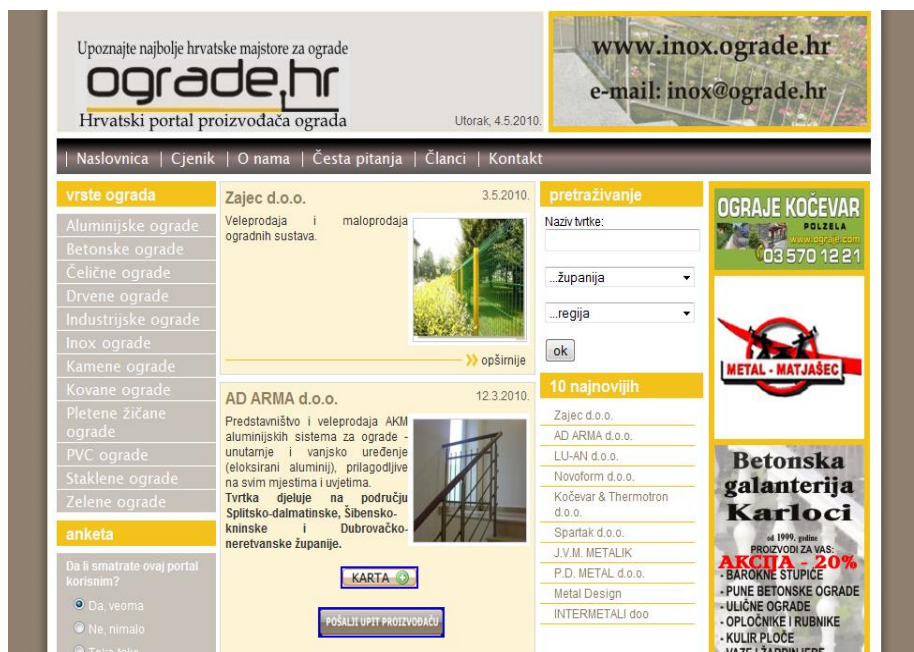 Upoznajte najbolje hrvatske majstore za ograde
ograde.hr
Hrvatski portal proizvođača ograda
Utorak, 4.5.2010.
www.inox.ograde.hr
e-mail: inox@ograde.hr
| Naslovnica | Cjenik | O nama | Česta pitanja | Članci | Kontakt
vrste ograda
Aluminijske ograde
Betonske ograde
Čelične ograde
Drvene ograde
Industrijske ograde
Inox ograde
Kamene ograde
Kovane ograde
Pletene žičane
ograde
PVC ograde
Staklene ograde
Zelene ograde
anketa
Da li smatrate ovaj portal
korisnim?
Da, veoma
Ne, nimalo
Tako-tako
Zajec d.o.o.
3.5.2010.
Veleprodaja i maloprodaja
ogradnih sustava.
opširnije
AD ARMA d.o.o.
12.3.2010.
Predstavništvo i veleprodaja AKM
aluminijskih sistema za ograde -
unutarnje i vanjsko uređenje
(eloksirani aluminij), prilagodljive
na svim mjestima i uvjetima.
Tvrtka djeluje na području
Splitsko-dalmatinske, Šibensko-
kninske i Dubrovačko-
neretvanske županije.
KARTA
POŠALJI UPIT PROIZVOĐAČU
pretraživanje
Naziv tvrtke:
...županija
...regija
ok
10 najnovijih
Zajec d.o.o.
AD ARMA d.o.o.
LU-AN d.o.o.
Novoform d.o.o.
Kočevar & Thermotron
d.o.o.
Spartak d.o.o.
J.V.M. METALIK
P.D. METAL d.o.o.
Metal Design
INTERMETALI doo
OGRAJE KOČEVAR
POLZELA
www.ograje.com
03 570 12 21
METAL - MATJAŠEC
Betonska
galanterija
Karloci
od 1999. godine
PROIZVODI ZA VAS:
AKCIJA - 20%
- BAROKNE STUPIĆE
- PUNE BETONSKE OGRADE
- ULIČNE OGRADE
- OPLOČNIKE I RUBNIKE
- KULIR PLOČE
- VAZE I ŽARDINJERE